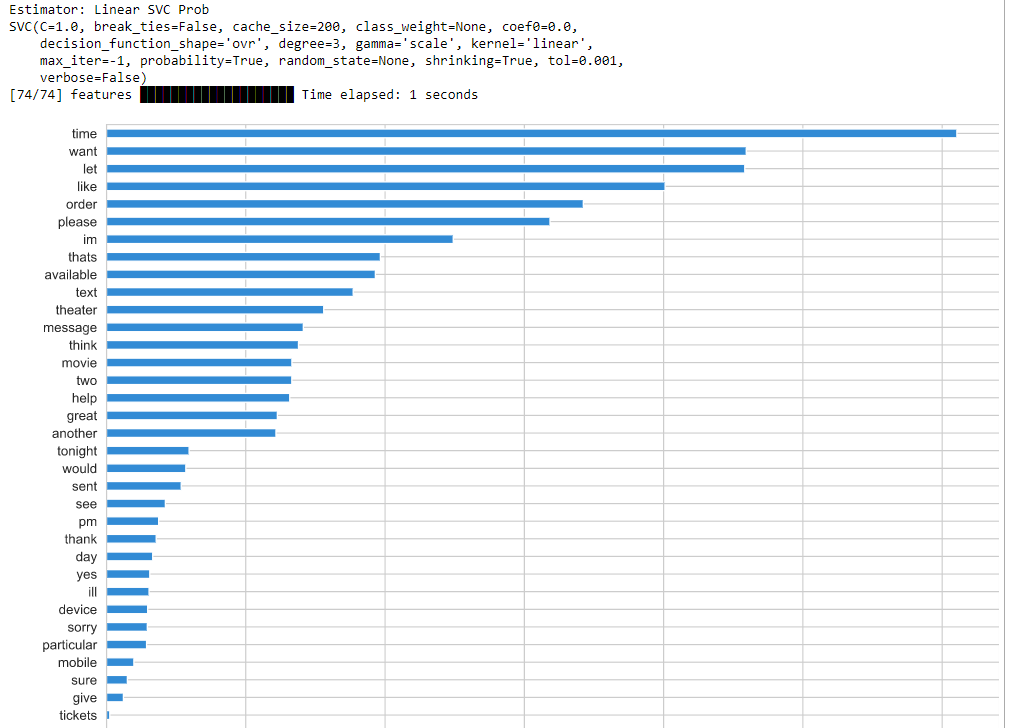 Estimator: Linear SVC Prob
SVC(C=1.0, break_ties=False, cache_size=200, class_weight=None, coef0=0.0,
    decision_function_shape='ovr', degree=3, gamma='scale', kernel='linear',
    max_iter=-1, probability=True, random_state=None, shrinking=True, tol=0.001,
    verbose=False)
[74/74] features Time elapsed: 1 seconds
time
want
let
like
order
please
im
thats
available
text
theater
message
think
movie
two
help
great
another
tonight
would
sent
see
pm
thank
day
yes
ill
device
sorry
particular
mobile
sure
give
tickets